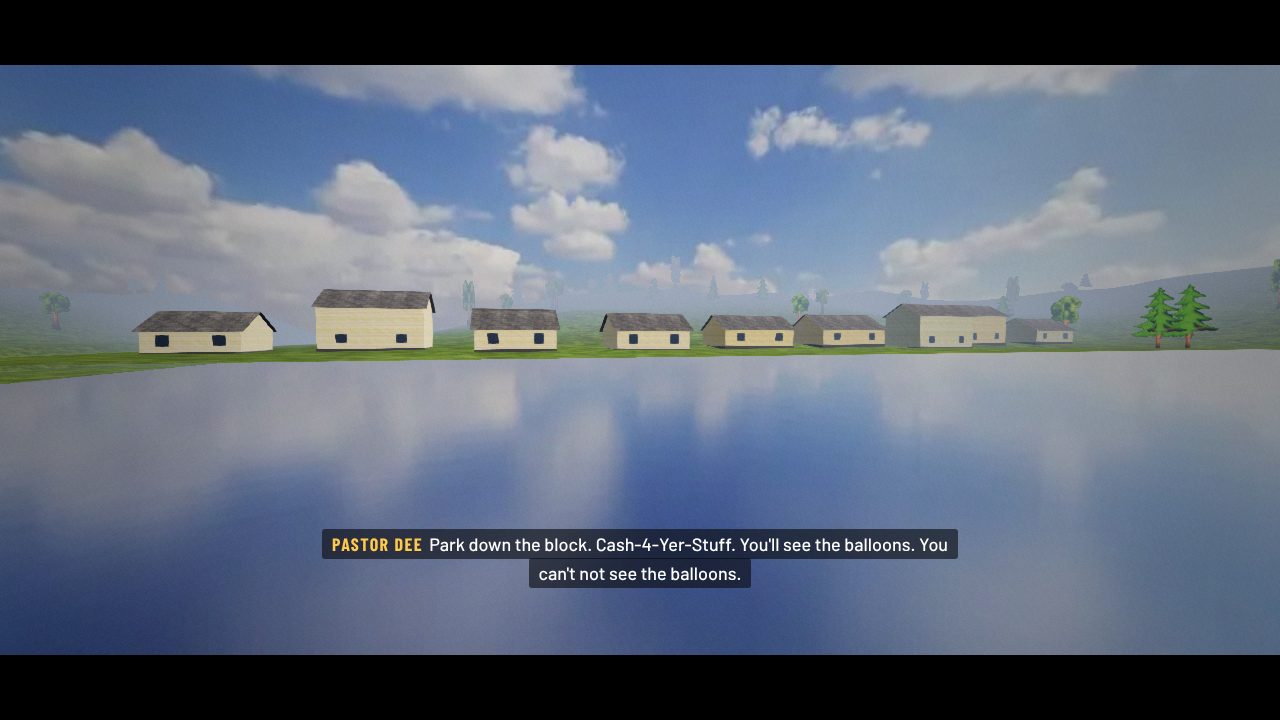 PASTOR DEE Park down the block. Cash-4-Yer-Stuff. You'll see the balloons. You
can't not see the balloons.